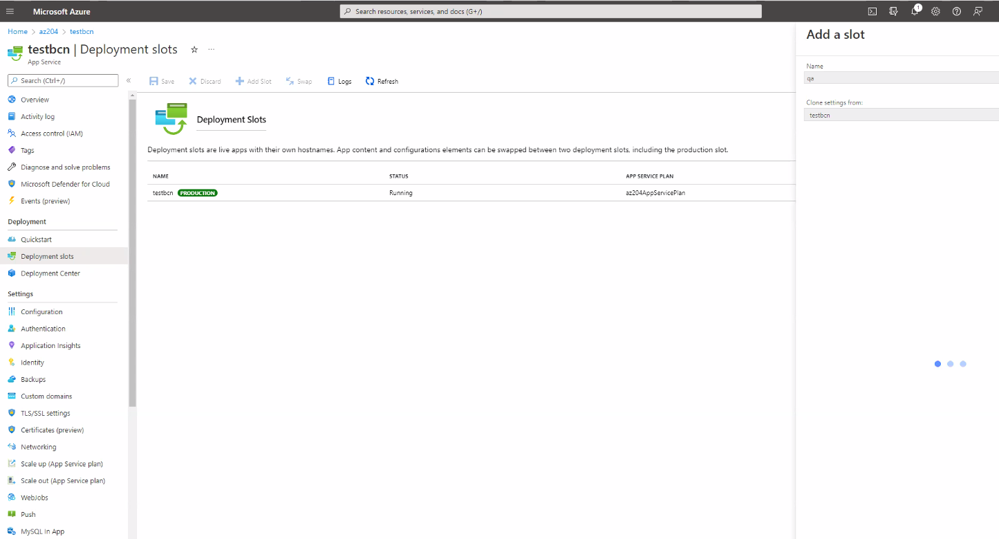 Microsoft Azure
Search resources, services, and docs (G+/)
1
Home > az204 > testbcn
testbcn | Deployment slots
App Service
Search (Ctrl+/)
Overview
Activity log
Access control (IAM)
Tags
Diagnose and solve problems
Microsoft Defender for Cloud
Events (preview)
Deployment
Quickstart
Deployment slots
Deployment Center
Settings
Configuration
Authentication
Application Insights
Identity
Backups
Custom domains
TLS/SSL settings
Certificates (preview)
Networking
Scale up (App Service plan)
Scale out (App Service plan)
WebJobs
Push
MySQL In App
Save Discard Add Slot Swap Logs Refresh
Deployment Slots
Deployment slots are live apps with their own hostnames. App content and configurations elements can be swapped between two deployment slots, including the production slot.
NAME STATUS APP SERVICE PLAN
testbcn PRODUCTION Running az204AppServicePlan
Add a slot
Name
qa
Clone settings from:
testbcn